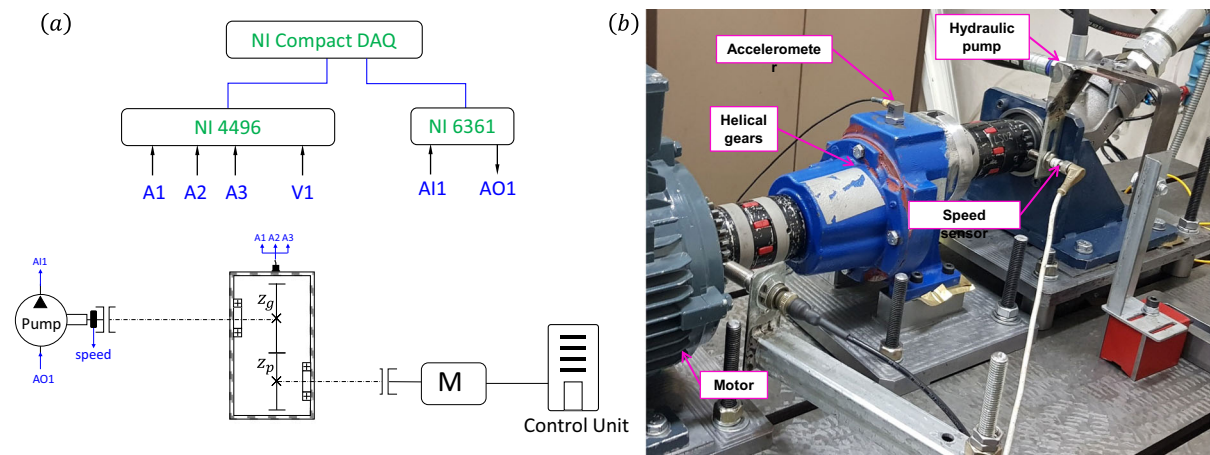 (a)
NI Compact DAQ
NI 4496
NI 6361
A1 A2 A3 V1
AI1 AO1
A1 A2 A3
AI1
Pump
speed
AO1
z_g
z_p
M
Control Unit
(b)
Hydraulic
pump
Acceleromete
r
Helical
gears
Speed
sensor
Motor